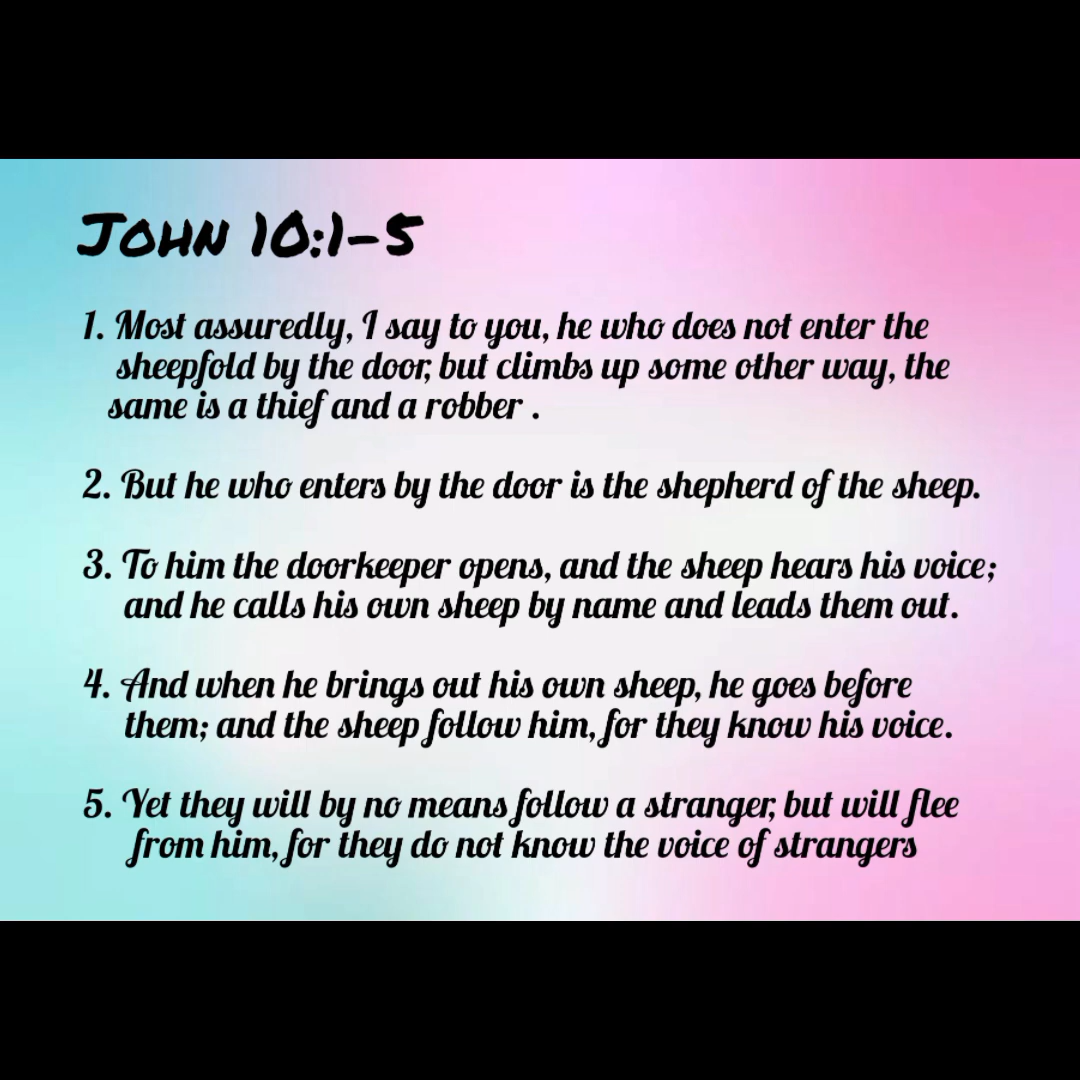 John 10:1-5
1. Most assuredly, I say to you, he who does not enter the
sheepfold by the door, but climbs up some other way, the
same is a thief and a robber .
2. But he who enters by the door is the shepherd of the sheep.
3. To him the doorkeeper opens, and the sheep hears his voice;
and he calls his own sheep by name and leads them out.
4. And when he brings out his own sheep, he goes before
them; and the sheep follow him, for they know his voice.
5. Yet they will by no means follow a stranger, but will flee
from him, for they do not know the voice of strangers